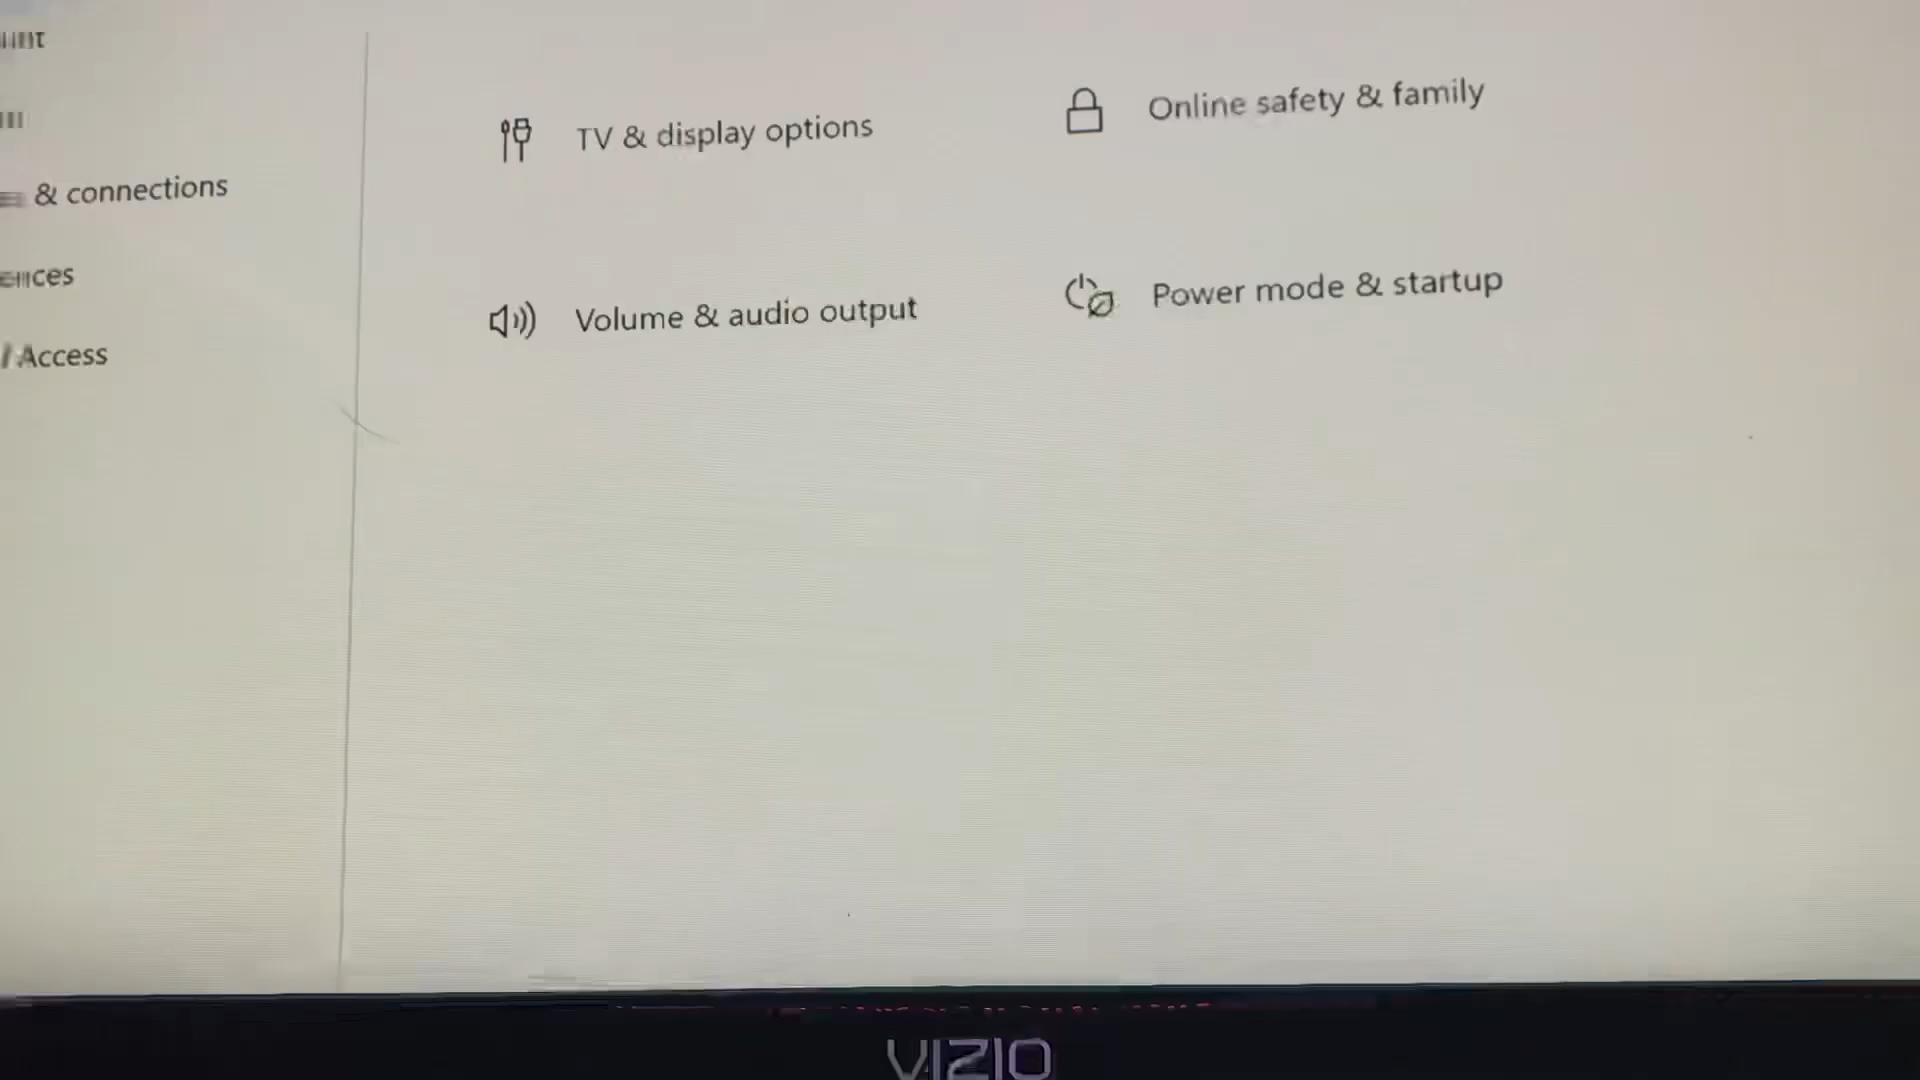 & connections
Access
TV & display options
Volume & audio output
Online safety & family
Power mode & startup
VIZIO